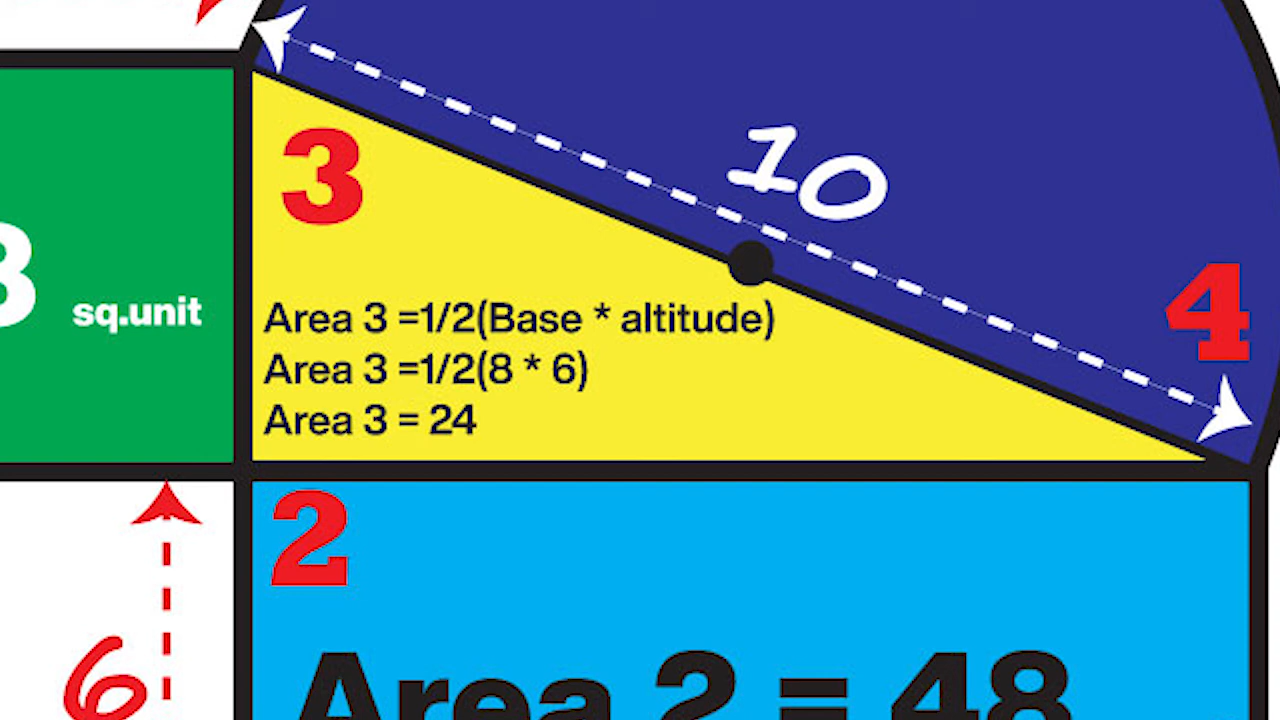 10
3
4
sq.unit
Area 3 =1/2(Base * altitude)
Area 3 =1/2(8 * 6)
Area 3 = 24
2
6
Area 2 = 48